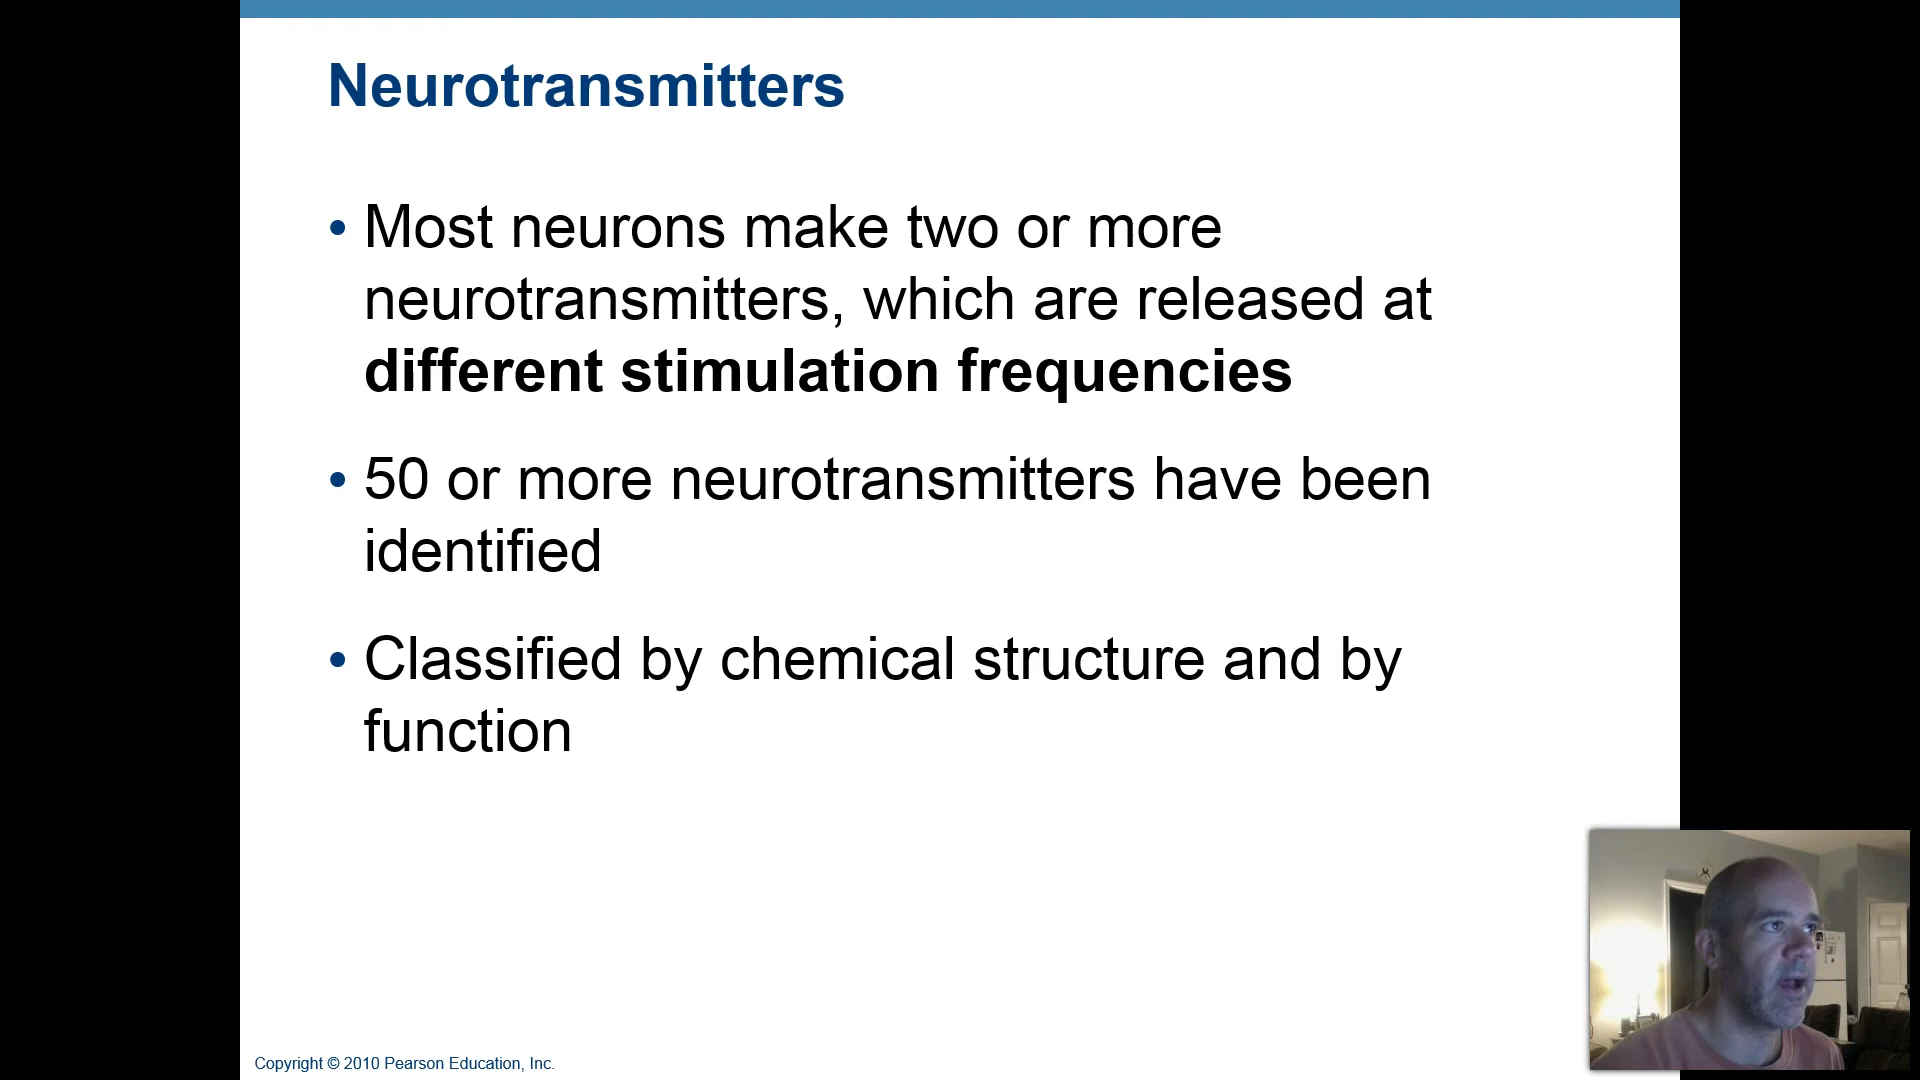 Neurotransmitters
• Most neurons make two or more
neurotransmitters, which are released at
different stimulation frequencies
• 50 or more neurotransmitters have been
identified
• Classified by chemical structure and by
function
Copyright © 2010 Pearson Education, Inc.